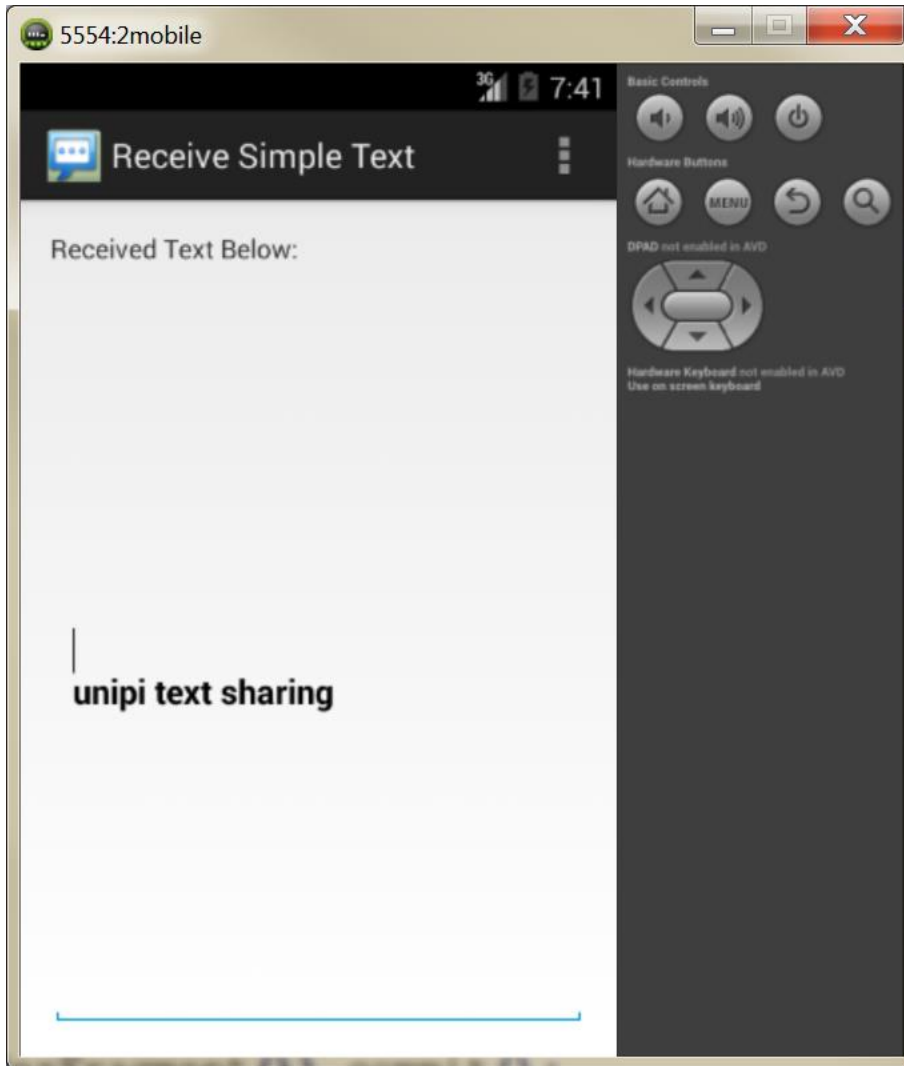 5554:2mobile
3G 7:41
Receive Simple Text
Received Text Below:
unipi text sharing
Basic Controls
Hardware Buttons
MENU
DPAD not enabled in AVD
Hardware Keyboard not enabled in AVD
Use on screen keyboard